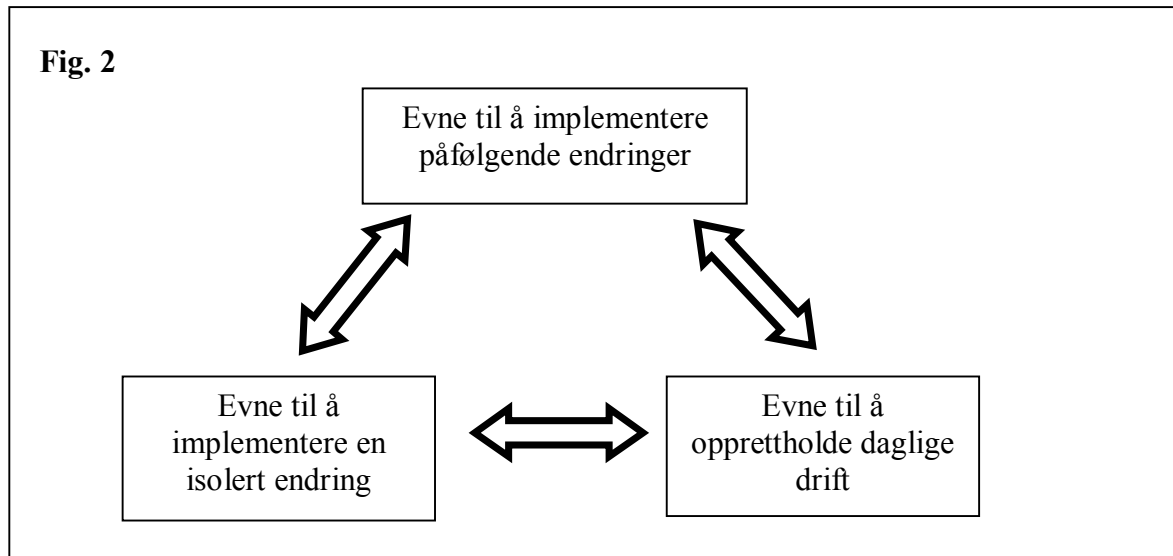 Fig. 2
Evne til å implementere
påfølgende endringer
Evne til å
implementere en
isolert endring
Evne til å
opprettholde daglige
drift